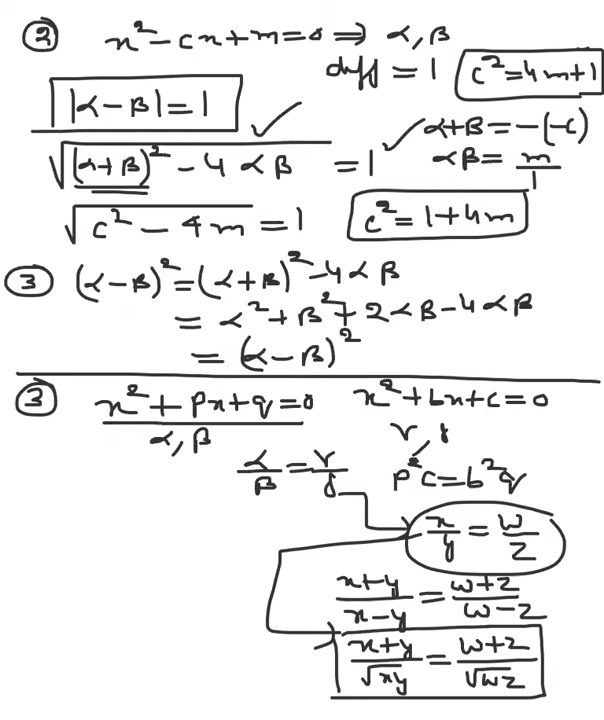 ② x² - cx + m = 0 ⇒ α, β
diff = 1 c² = 4m+1
|α - β| = 1
√(α+β)² - 4αβ = 1 ✓ α+β = -(-c)
αβ = m/1
√c² - 4m = 1 c² = 1+4m
③ (α-β)² = (α+β)² - 4αβ
= α² + β² + 2αβ - 4αβ
= (α-β)²
③ x² + px + q = 0 x² + bx + c = 0
α, β γ, δ
α/β = γ/δ p²c = b²q
x/y = w/z
x+y/x-y = w+z/w-z
x+y/√xy = w+z/√wz